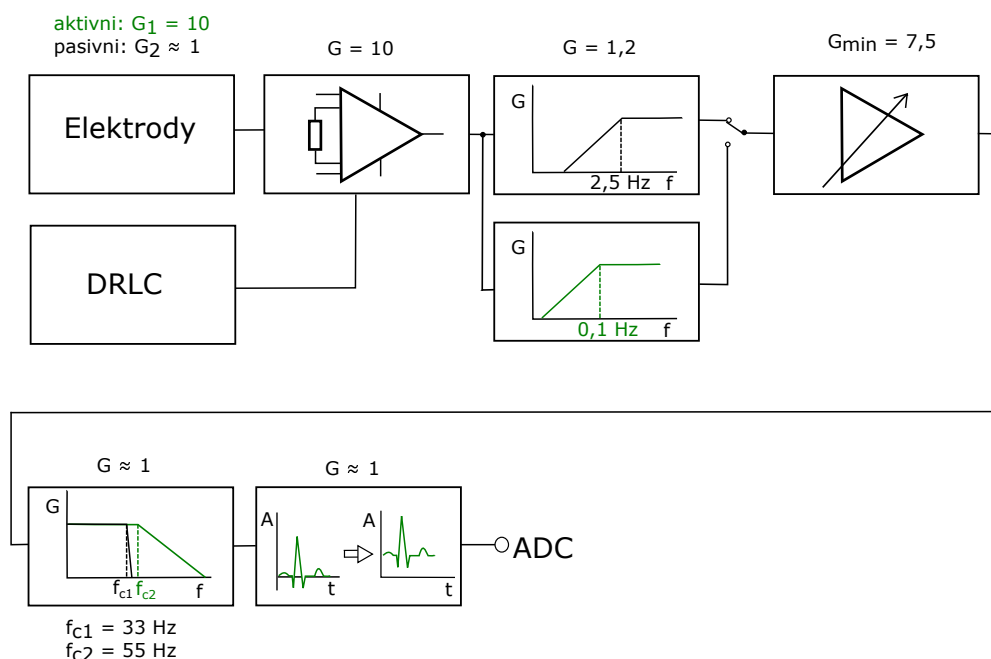 aktivni: G1 = 10
pasivni: G2 ≈ 1
G = 10
G = 1,2
Gmin = 7,5
Elektrody
G
2,5 Hz f
DRLC
G
0,1 Hz f
G ≈ 1
G ≈ 1
G
fc1 fc2 f
A
t
A
t
ADC
fc1 = 33 Hz
fc2 = 55 Hz